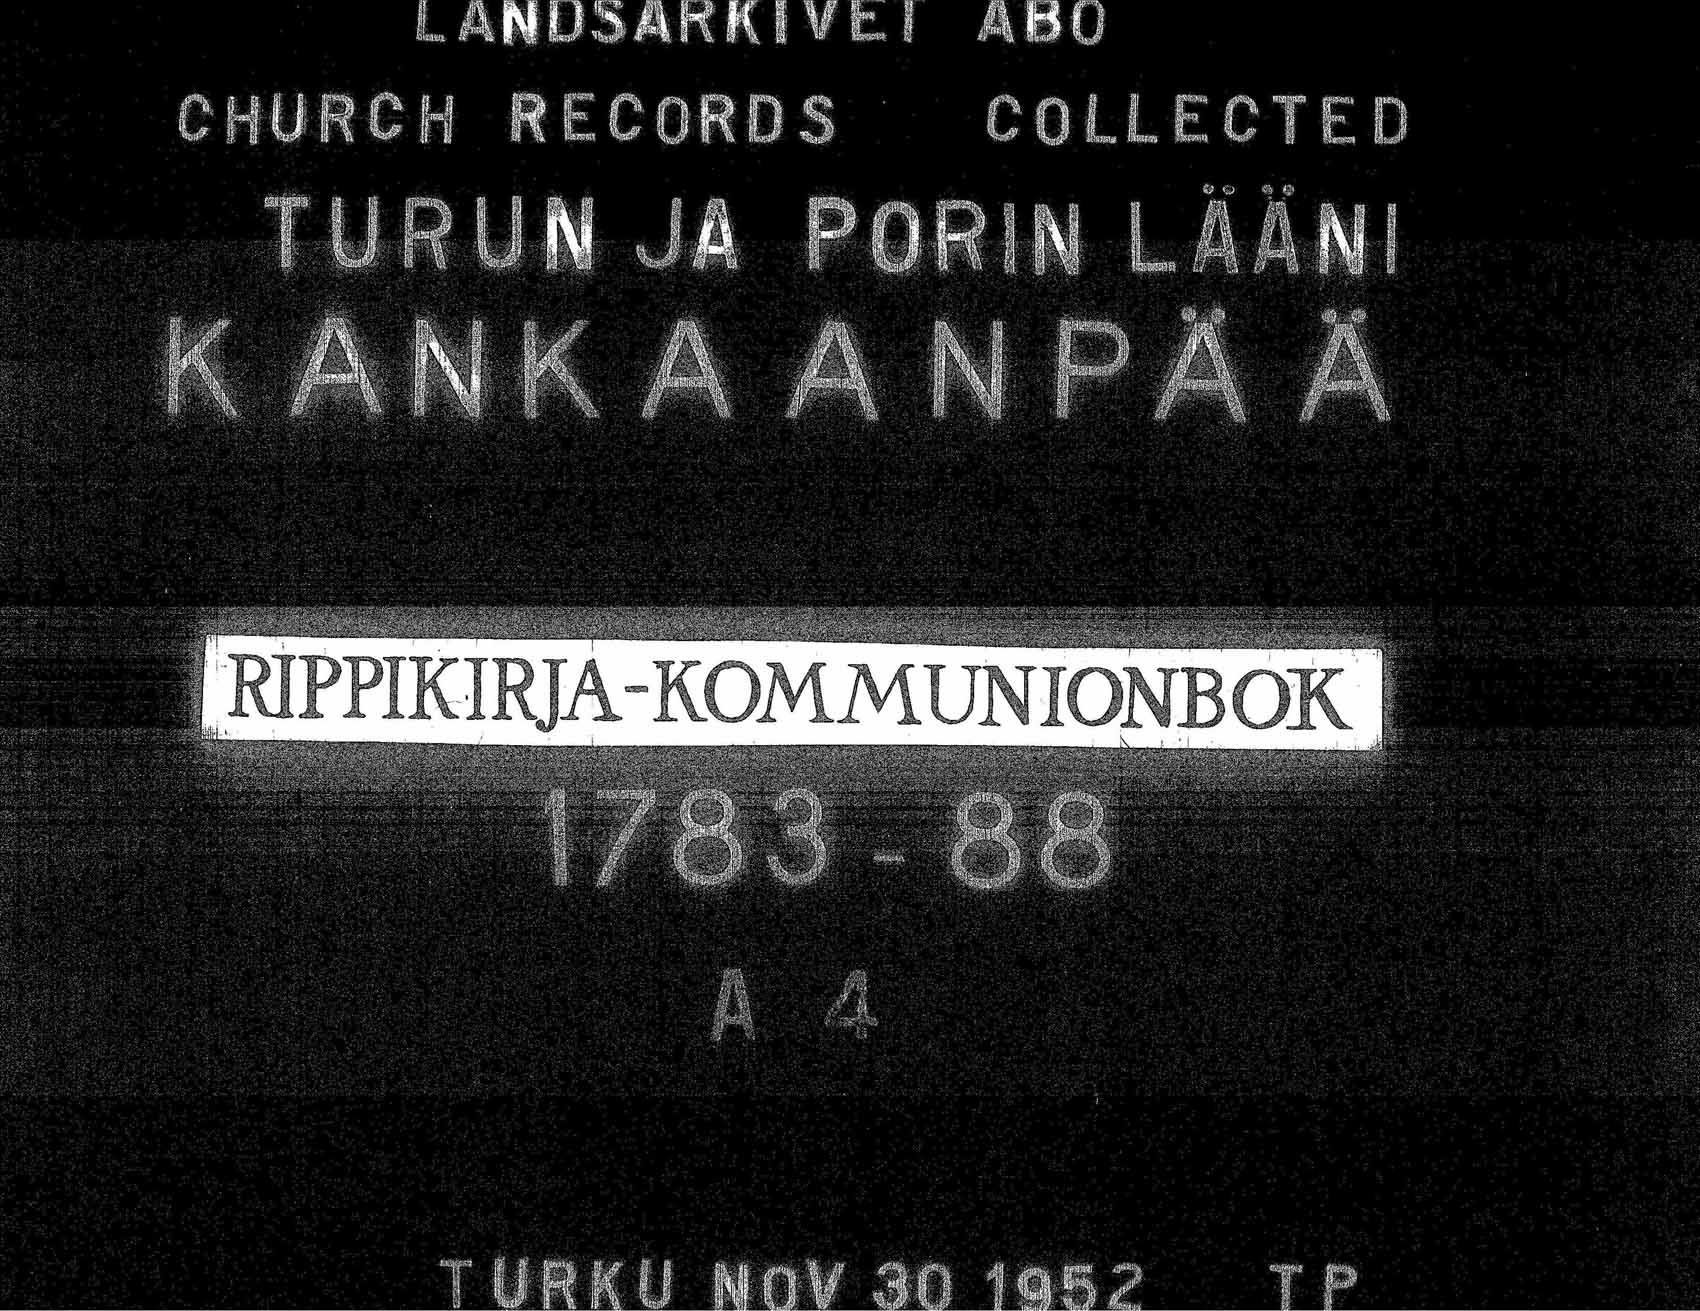 LANDSARKIVET ÅBO
CHURCH RECORDS COLLECTED
TURUN JA PORIN LÄÄNI
KANKAANPÄÄ
RIPPIKIRJA-KOMMUNIONBOK
1783-88
A 4
TURKU NOV 30 1952 TP